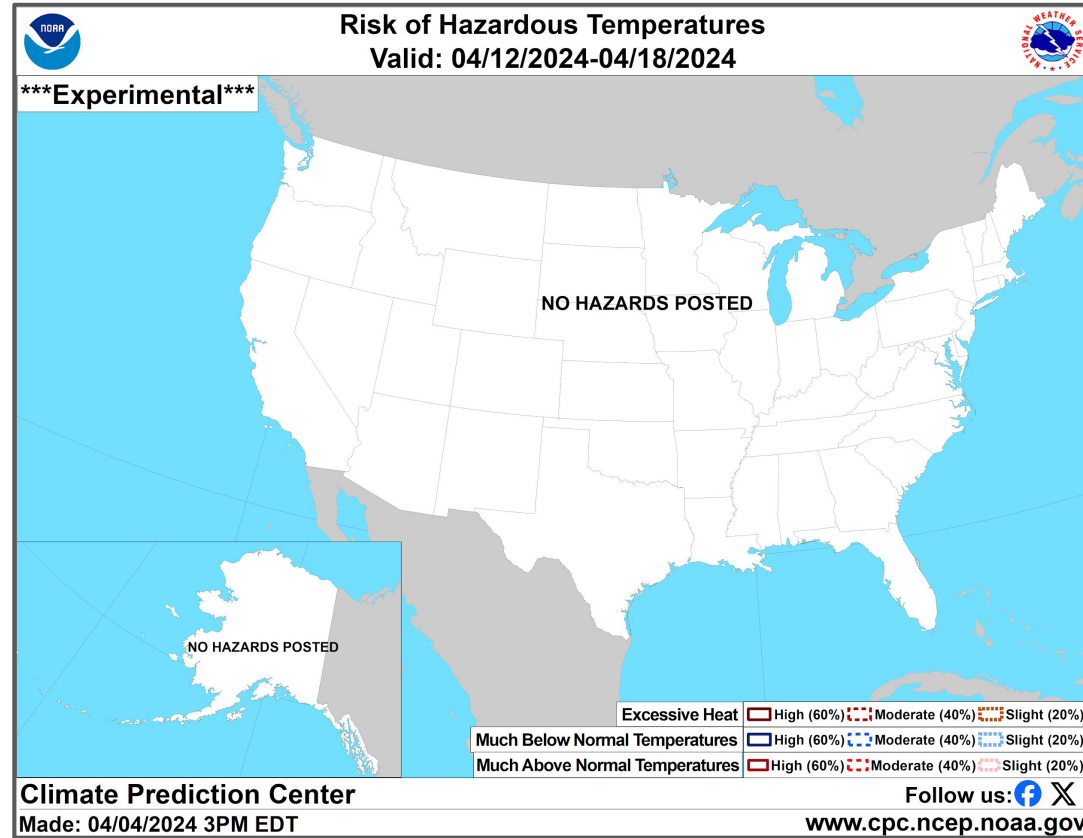 NOAA
Risk of Hazardous Temperatures
Valid: 04/12/2024-04/18/2024
NATIONAL WEATHER SERVICE
***Experimental***
NO HAZARDS POSTED
NO HAZARDS POSTED
Excessive Heat High (60%) Moderate (40%) Slight (20%)
Much Below Normal Temperatures High (60%) Moderate (40%) Slight (20%)
Much Above Normal Temperatures High (60%) Moderate (40%) Slight (20%)
Climate Prediction Center
Follow us:
Made: 04/04/2024 3PM EDT
www.cpc.ncep.noaa.gov